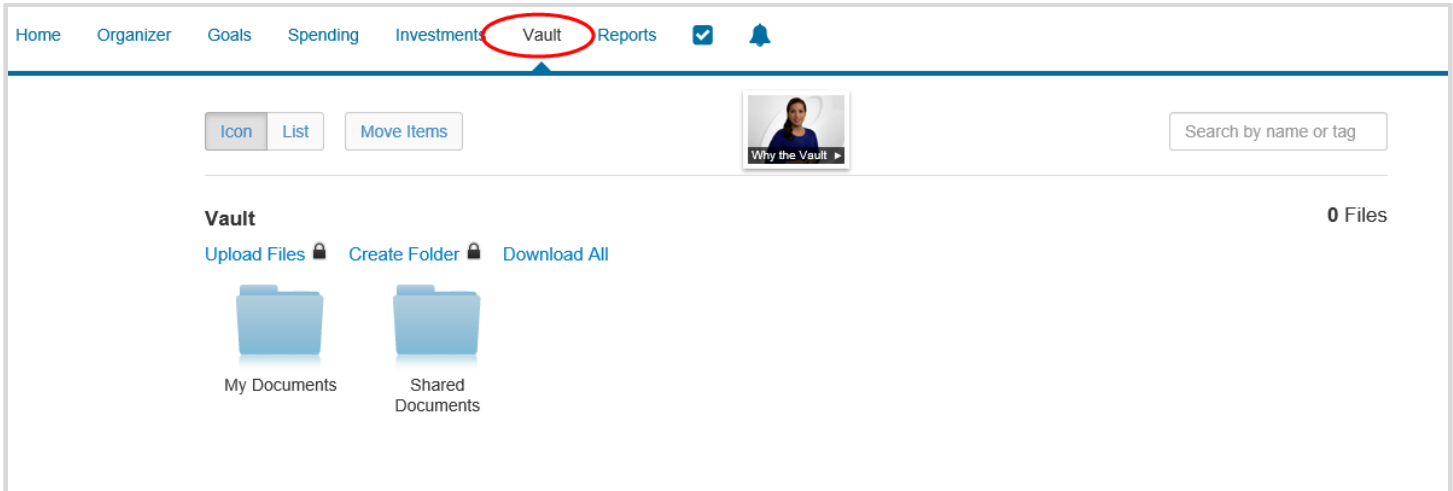 Home Organizer Goals Spending Investments Vault Reports
Icon List Move Items
Why the Vault
Search by name or tag
Vault
0 Files
Upload Files Create Folder Download All
My Documents
Shared
Documents